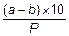 (a – b) × 10
P